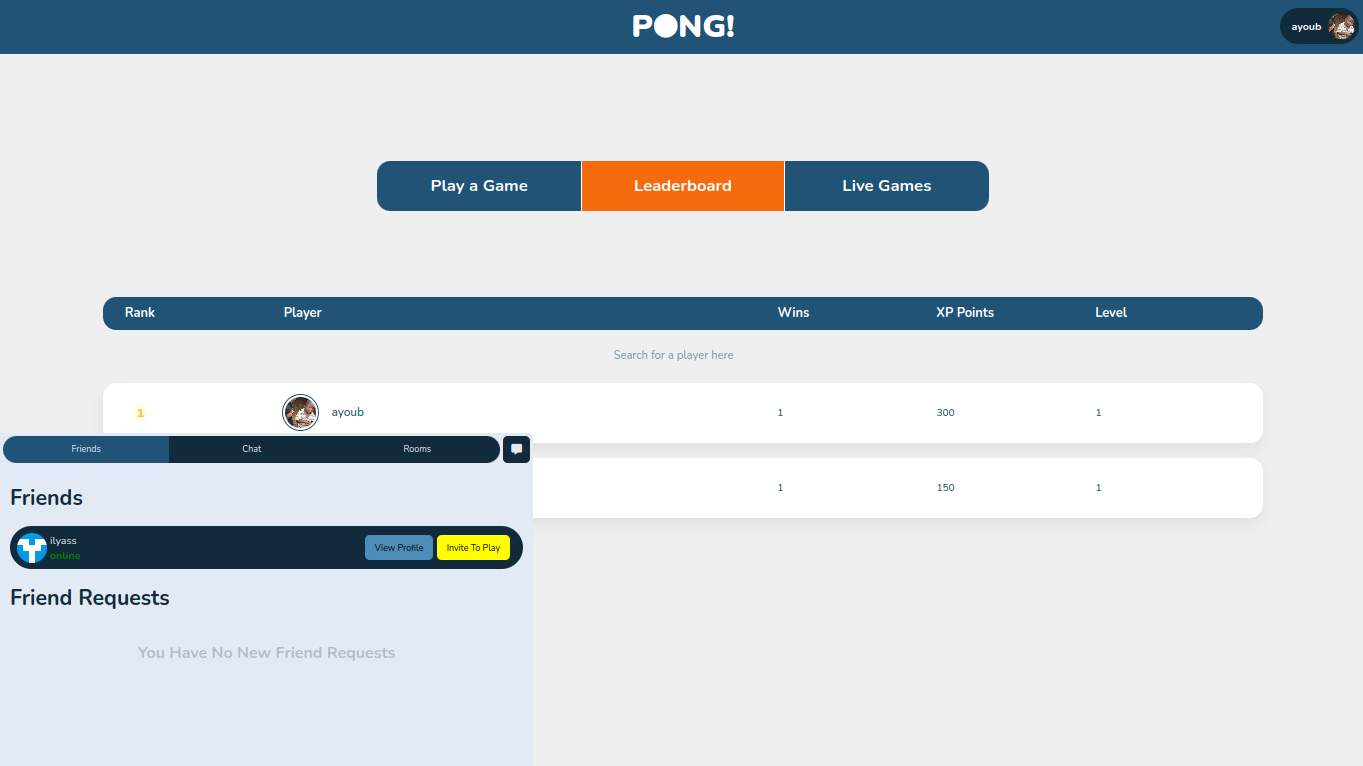 PONG!
ayoub
Play a Game Leaderboard Live Games
Rank Player Wins XP Points Level
Search for a player here
1 ayoub 1 300 1
1 150 1
Friends Chat Rooms
Friends
ilyass
online
View Profile Invite To Play
Friend Requests
You Have No New Friend Requests